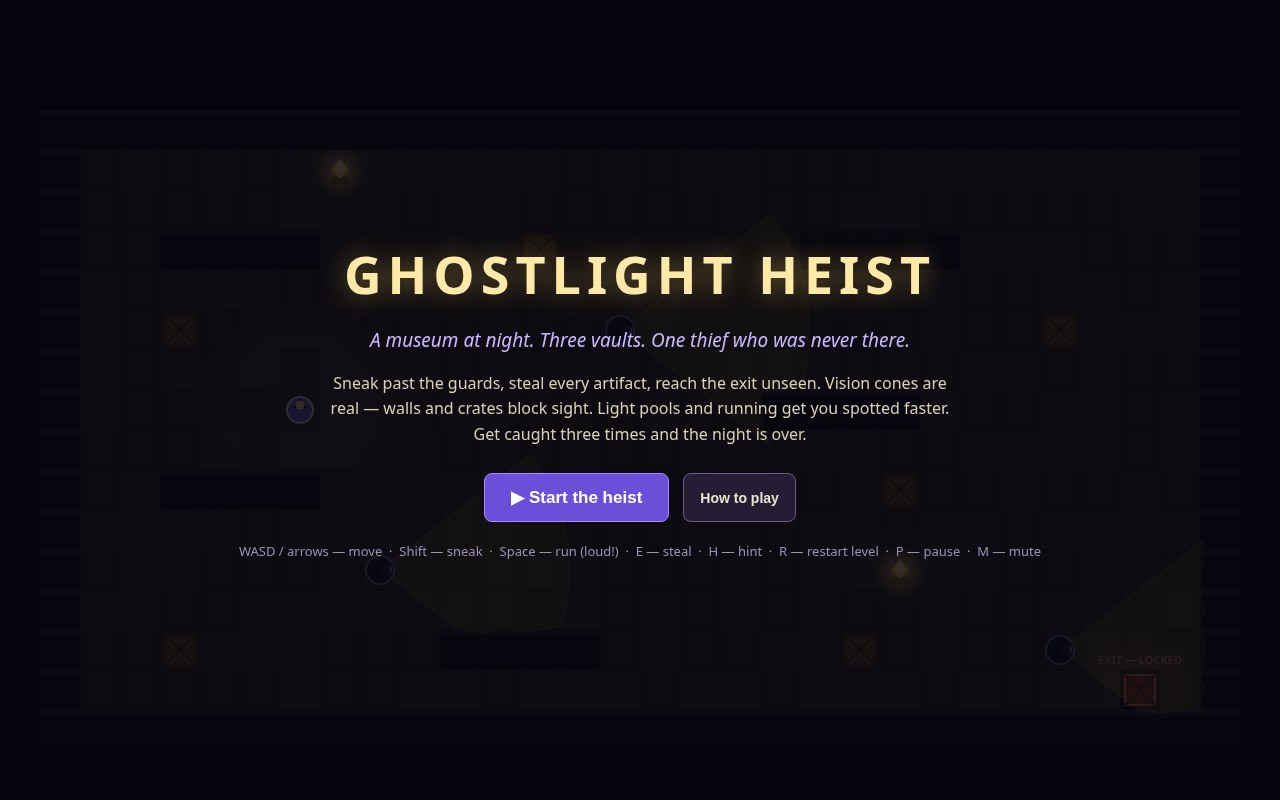 GHOSTLIGHT HEIST
A museum at night. Three vaults. One thief who was never there.
Sneak past the guards, steal every artifact, reach the exit unseen. Vision cones are
real — walls and crates block sight. Light pools and running get you spotted faster.
Get caught three times and the night is over.
▶ Start the heist
How to play
WASD / arrows — move · Shift — sneak · Space — run (loud!) · E — steal · H — hint · R — restart level · P — pause · M — mute
EXIT — LOCKED